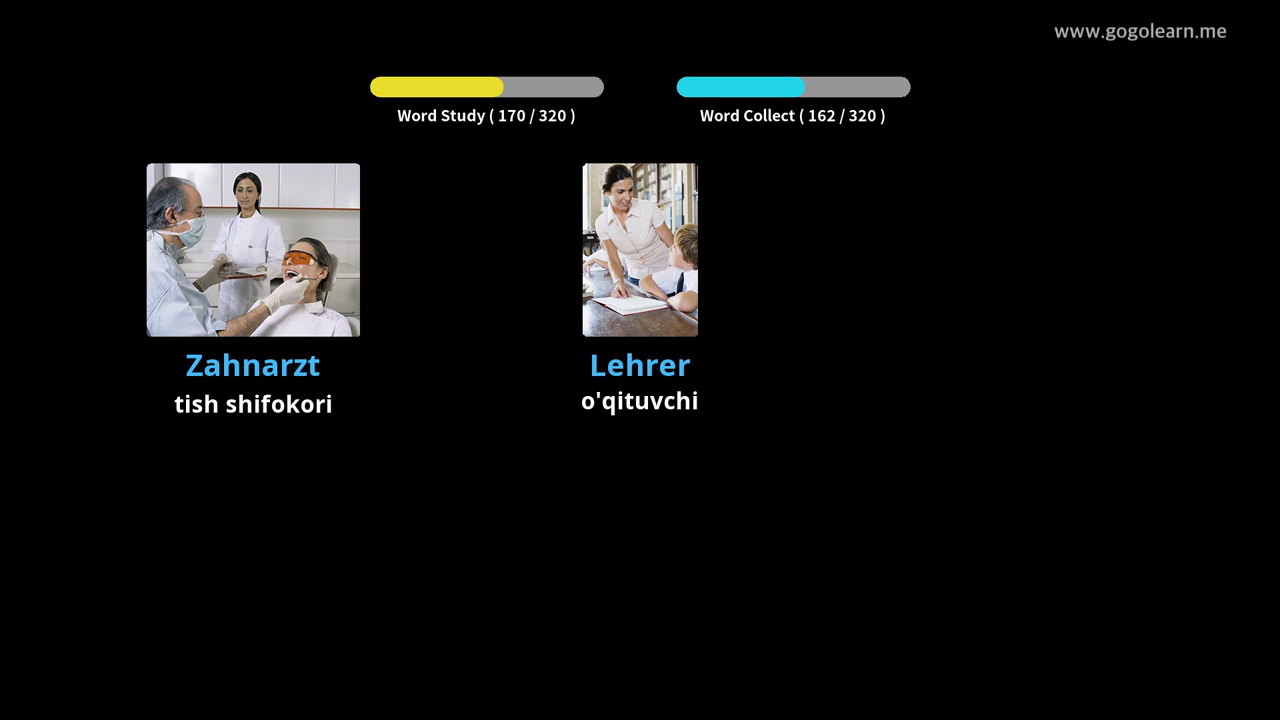 www.gogolearn.me
Word Study ( 170 / 320 )
Word Collect ( 162 / 320 )
Zahnarzt
tish shifokori
Lehrer
o'qituvchi